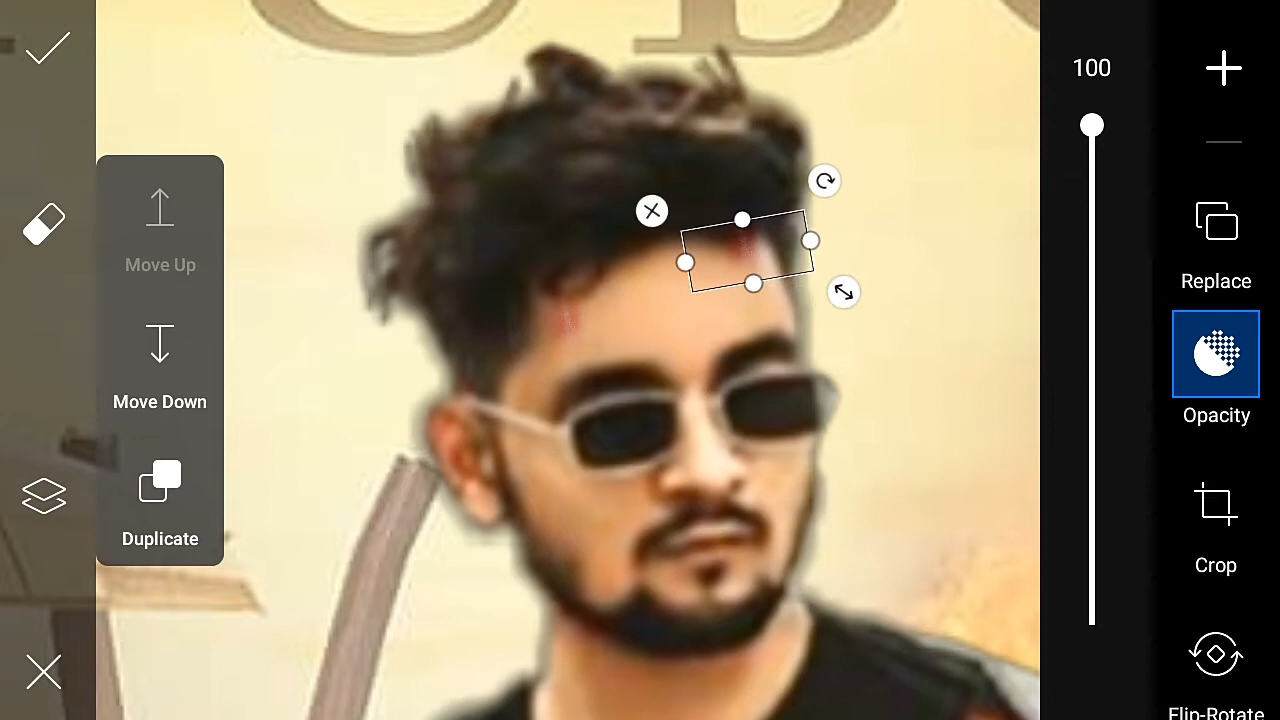 100
Move Up
Replace
Move Down
Opacity
Duplicate
Crop
Flip-Rotate